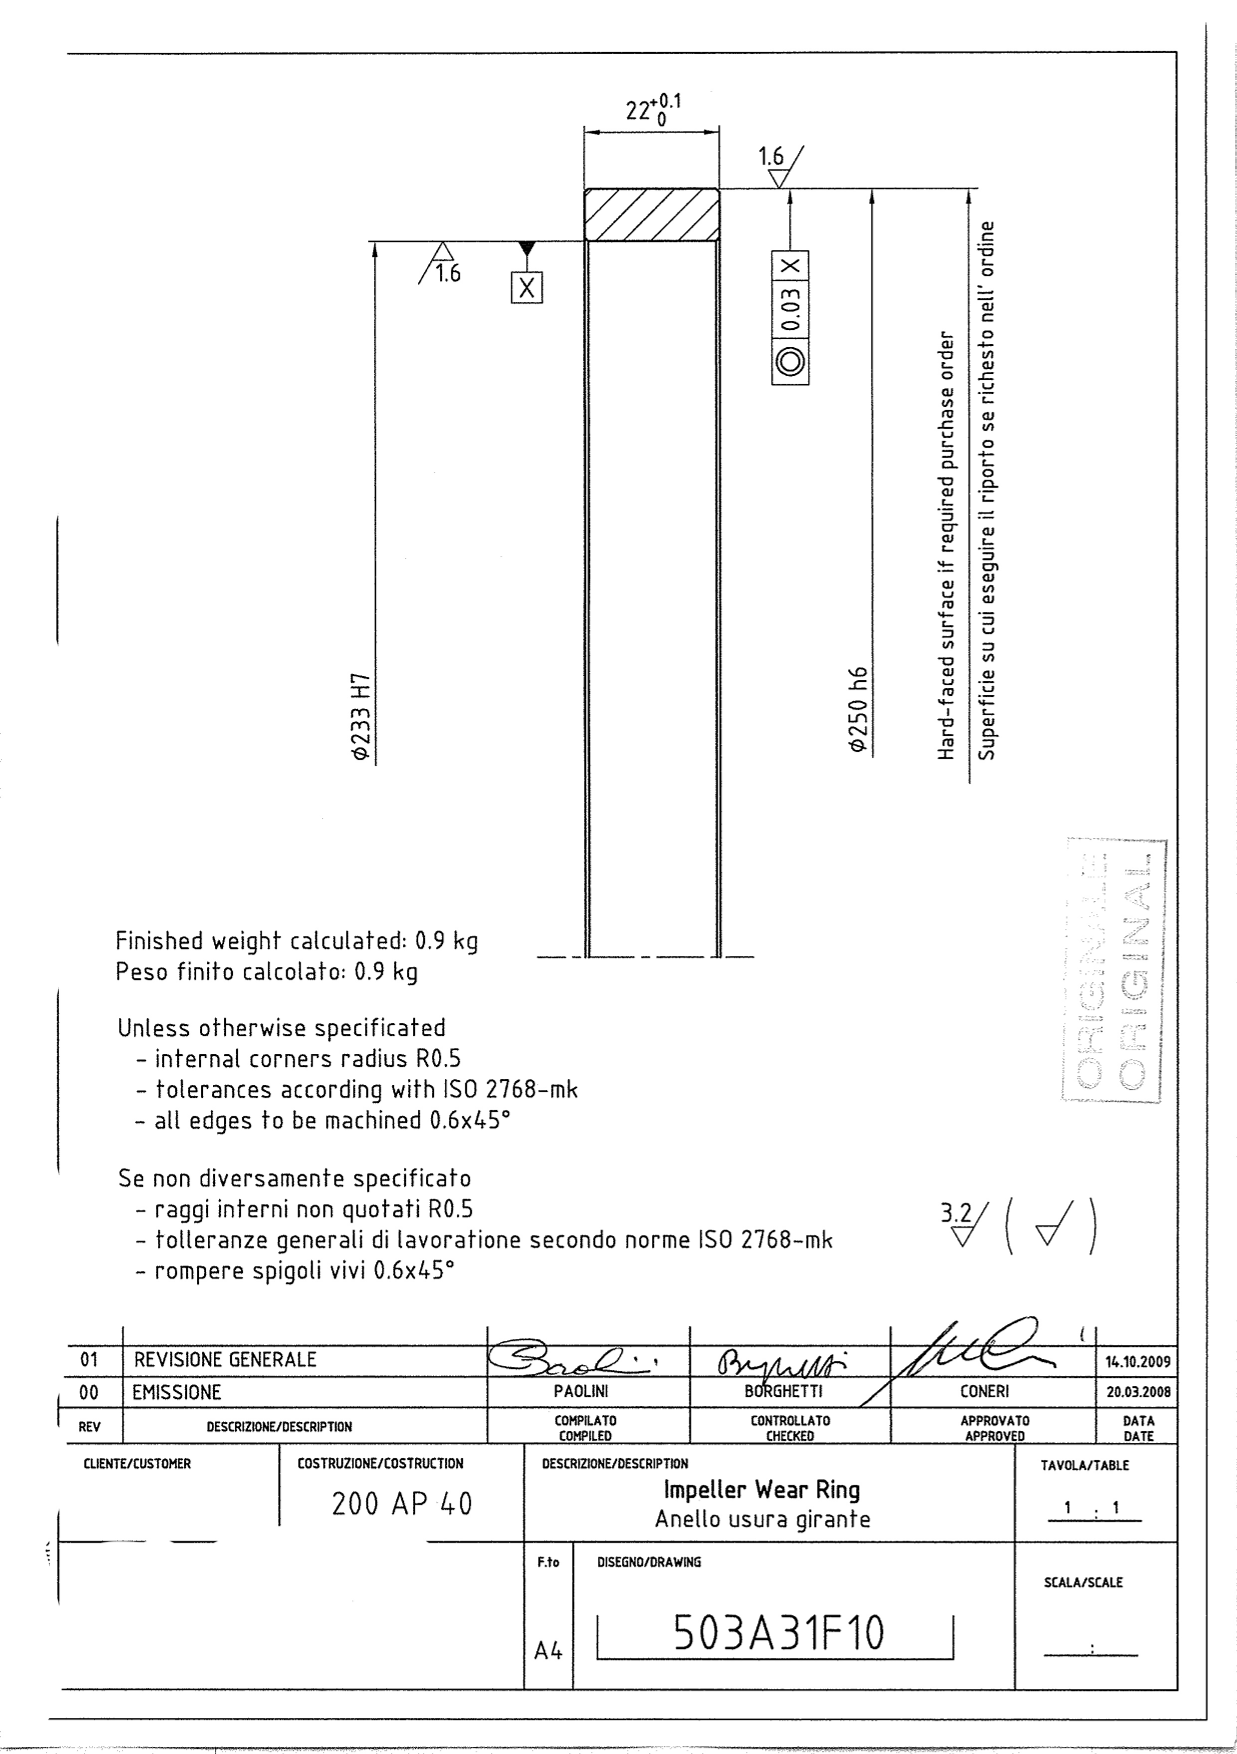 22 +0.1 0
1.6
1.6
X
◎ 0.03 X
Hard-faced surface if required purchase order
Superficie su cui eseguire il riporto se richesto nell' ordine
ϕ233 H7
ϕ250 h6
ORIGINALE
ORIGINAL
Finished weight calculated: 0.9 kg
Peso finito calcolato: 0.9 kg
Unless otherwise specificated
- internal corners radius R0.5
- tolerances according with ISO 2768-mk
- all edges to be machined 0.6x45°
Se non diversamente specificato
- raggi interni non quotati R0.5
- tolleranze generali di lavoratione secondo norme ISO 2768-mk
- rompere spigoli vivi 0.6x45°
3.2 ( )
01 REVISIONE GENERALE 14.10.2009
00 EMISSIONE PAOLINI BORGHETTI CONERI 20.03.2008
REV DESCRIZIONE/DESCRIPTION COMPILATO COMPILED CONTROLLATO CHECKED APPROVATO APPROVED DATA DATE
CLIENTE/CUSTOMER COSTRUZIONE/COSTRUCTION DESCRIZIONE/DESCRIPTION TAVOLA/TABLE
200 AP 40 Impeller Wear Ring 1 : 1
Anello usura girante
F.to DISEGNO/DRAWING SCALA/SCALE
A4 503A31F10 :